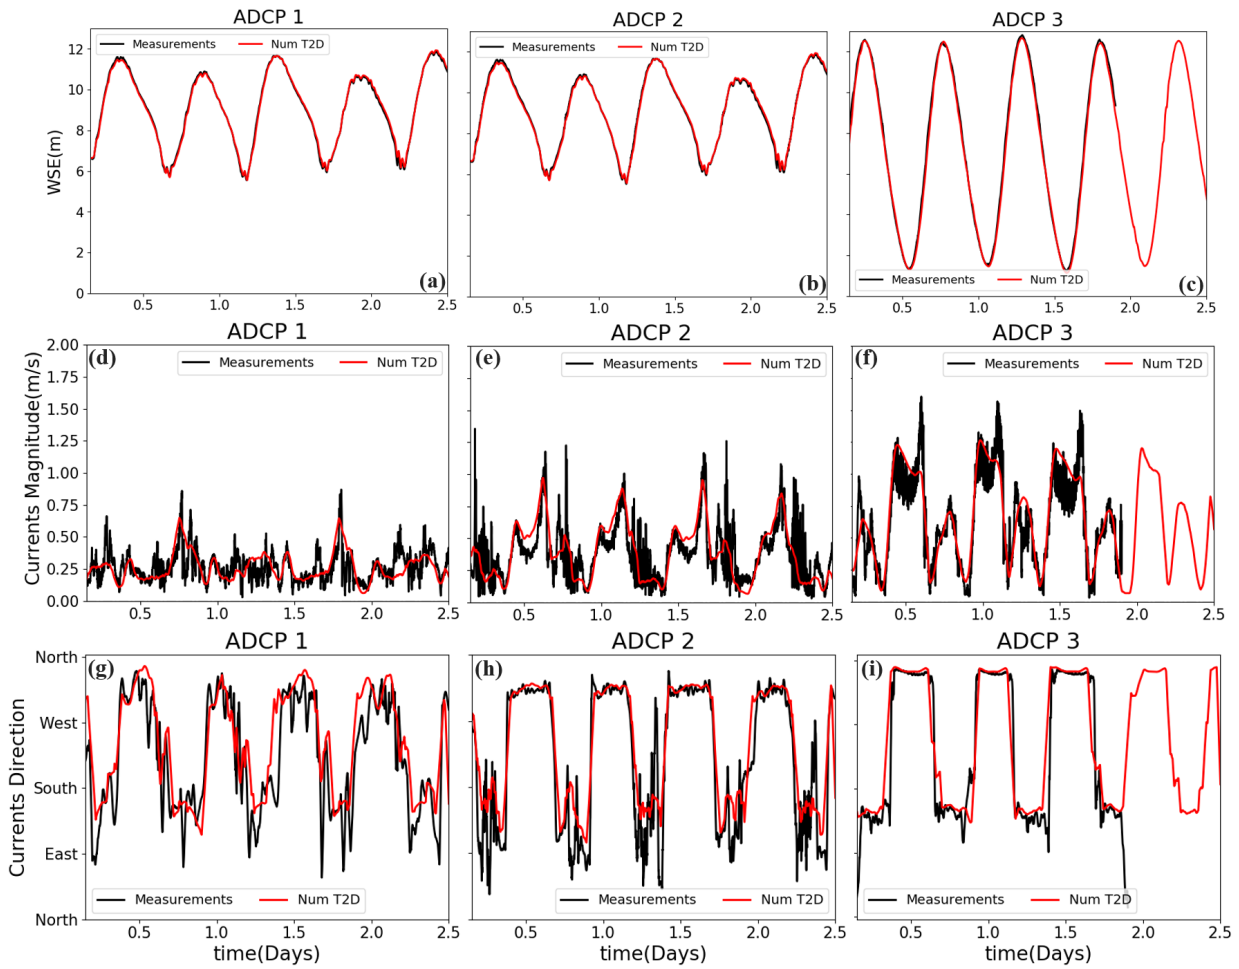 ADCP 1
ADCP 2
ADCP 3
Measurements Num T2D
Measurements Num T2D
Measurements Num T2D
WSE(m)
12
10
8
6
4
2
0
(a)
(b)
(c)
0.5 1.0 1.5 2.0 2.5
0.5 1.0 1.5 2.0 2.5
0.5 1.0 1.5 2.0 2.5
ADCP 1
ADCP 2
ADCP 3
(d)
Measurements Num T2D
(e)
Measurements Num T2D
(f)
Measurements Num T2D
Currents Magnitude(m/s)
2.00
1.75
1.50
1.25
1.00
0.75
0.50
0.25
0.00
0.5 1.0 1.5 2.0 2.5
0.5 1.0 1.5 2.0 2.5
0.5 1.0 1.5 2.0 2.5
ADCP 1
ADCP 2
ADCP 3
(g)
(h)
(i)
Currents Direction
North
West
South
East
North
Measurements Num T2D
Measurements Num T2D
Measurements Num T2D
0.5 1.0 1.5 2.0 2.5
0.5 1.0 1.5 2.0 2.5
0.5 1.0 1.5 2.0 2.5
time(Days)
time(Days)
time(Days)